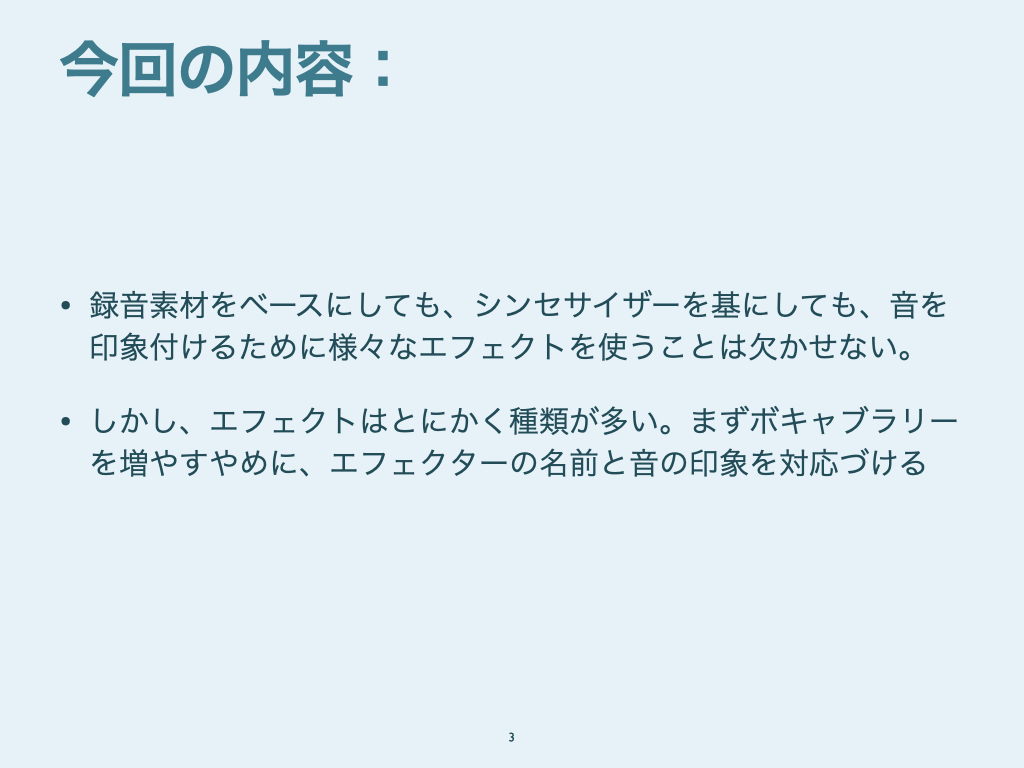 今回の内容：
• 録音素材をベースにしても、シンセサイザーを基にしても、音を
印象付けるために様々なエフェクトを使うことは欠かせない。
• しかし、エフェクトはとにかく種類が多い。まずボキャブラリー
を増やすやめに、エフェクターの名前と音の印象を対応づける
3